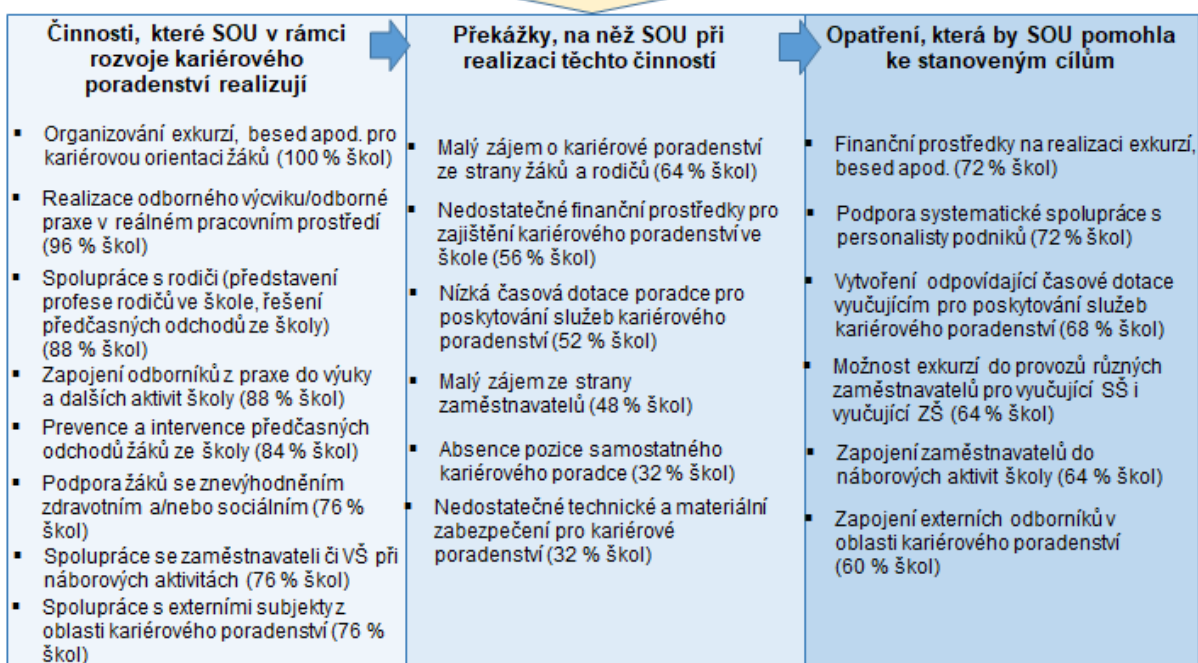 Činnosti, které SOU v rámci
rozvoje kariérového
poradenství realizují
▪ Organizování exkurzí, besed apod. pro
kariérovou orientaci žáků (100 % škol)
▪ Realizace odborného výcviku/odborné
praxe v reálném pracovním prostředí
(96 % škol)
▪ Spolupráce s rodiči (představení
profese rodičů ve škole, řešení
předčasných odchodů ze školy)
(88 % škol)
▪ Zapojení odborníků z praxe do výuky
a dalších aktivit školy (88 % škol)
▪ Prevence a intervence předčasných
odchodů žáků ze školy (84 % škol)
▪ Podpora žáků se znevýhodněním
zdravotním a/nebo sociálním (76 %
škol)
▪ Spolupráce se zaměstnavateli či VŠ při
náborových aktivitách (76 % škol)
▪ Spolupráce s externími subjekty z
oblasti kariérového poradenství (76 %
škol)
Překážky, na něž SOU při
realizaci těchto činností
▪ Malý zájem o kariérové poradenství
ze strany žáků a rodičů (64 % škol)
▪ Nedostatečné finanční prostředky pro
zajištění kariérového poradenství ve
škole (56 % škol)
▪ Nízká časová dotace poradce pro
poskytování služeb kariérového
poradenství (52 % škol)
▪ Malý zájem ze strany
zaměstnavatelů (48 % škol)
▪ Absence pozice samostatného
kariérového poradce (32 % škol)
▪ Nedostatečné technické a materiální
zabezpečení pro kariérové
poradenství (32 % škol)
Opatření, která by SOU pomohla
ke stanoveným cílům
▪ Finanční prostředky na realizaci exkurzí,
besed apod. (72 % škol)
▪ Podpora systematické spolupráce s
personalisty podniků (72 % škol)
▪ Vytvoření odpovídající časové dotace
vyučujícím pro poskytování služeb
kariérového poradenství (68 % škol)
▪ Možnost exkurzí do provozů různých
zaměstnavatelů pro vyučující SŠ i
vyučující ZŠ (64 % škol)
▪ Zapojení zaměstnavatelů do
náborových aktivit školy (64 % škol)
▪ Zapojení externích odborníků v
oblasti kariérového poradenství
(60 % škol)